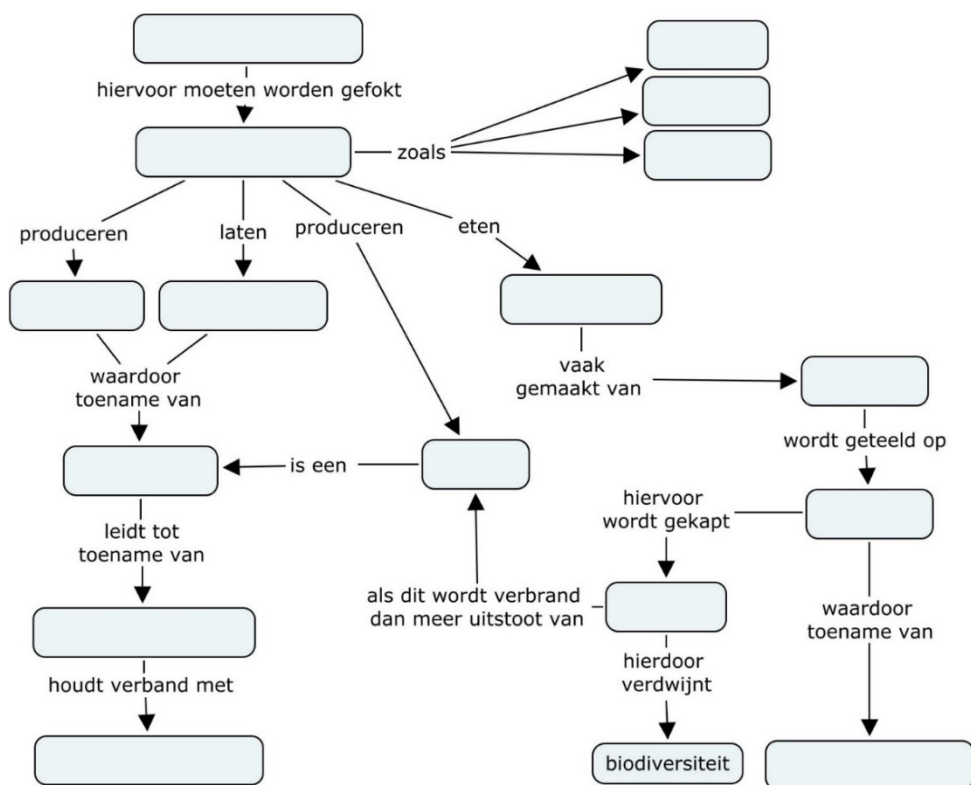 hiervoor moeten worden gefokt
zoals
produceren
laten
produceren
eten
waardoor
toename van
vaak
gemaakt van
wordt geteeld op
is een
hiervoor
wordt gekapt
leidt tot
toename van
als dit wordt verbrand
dan meer uitstoot van
waardoor
toename van
hierdoor
verdwijnt
houdt verband met
biodiversiteit